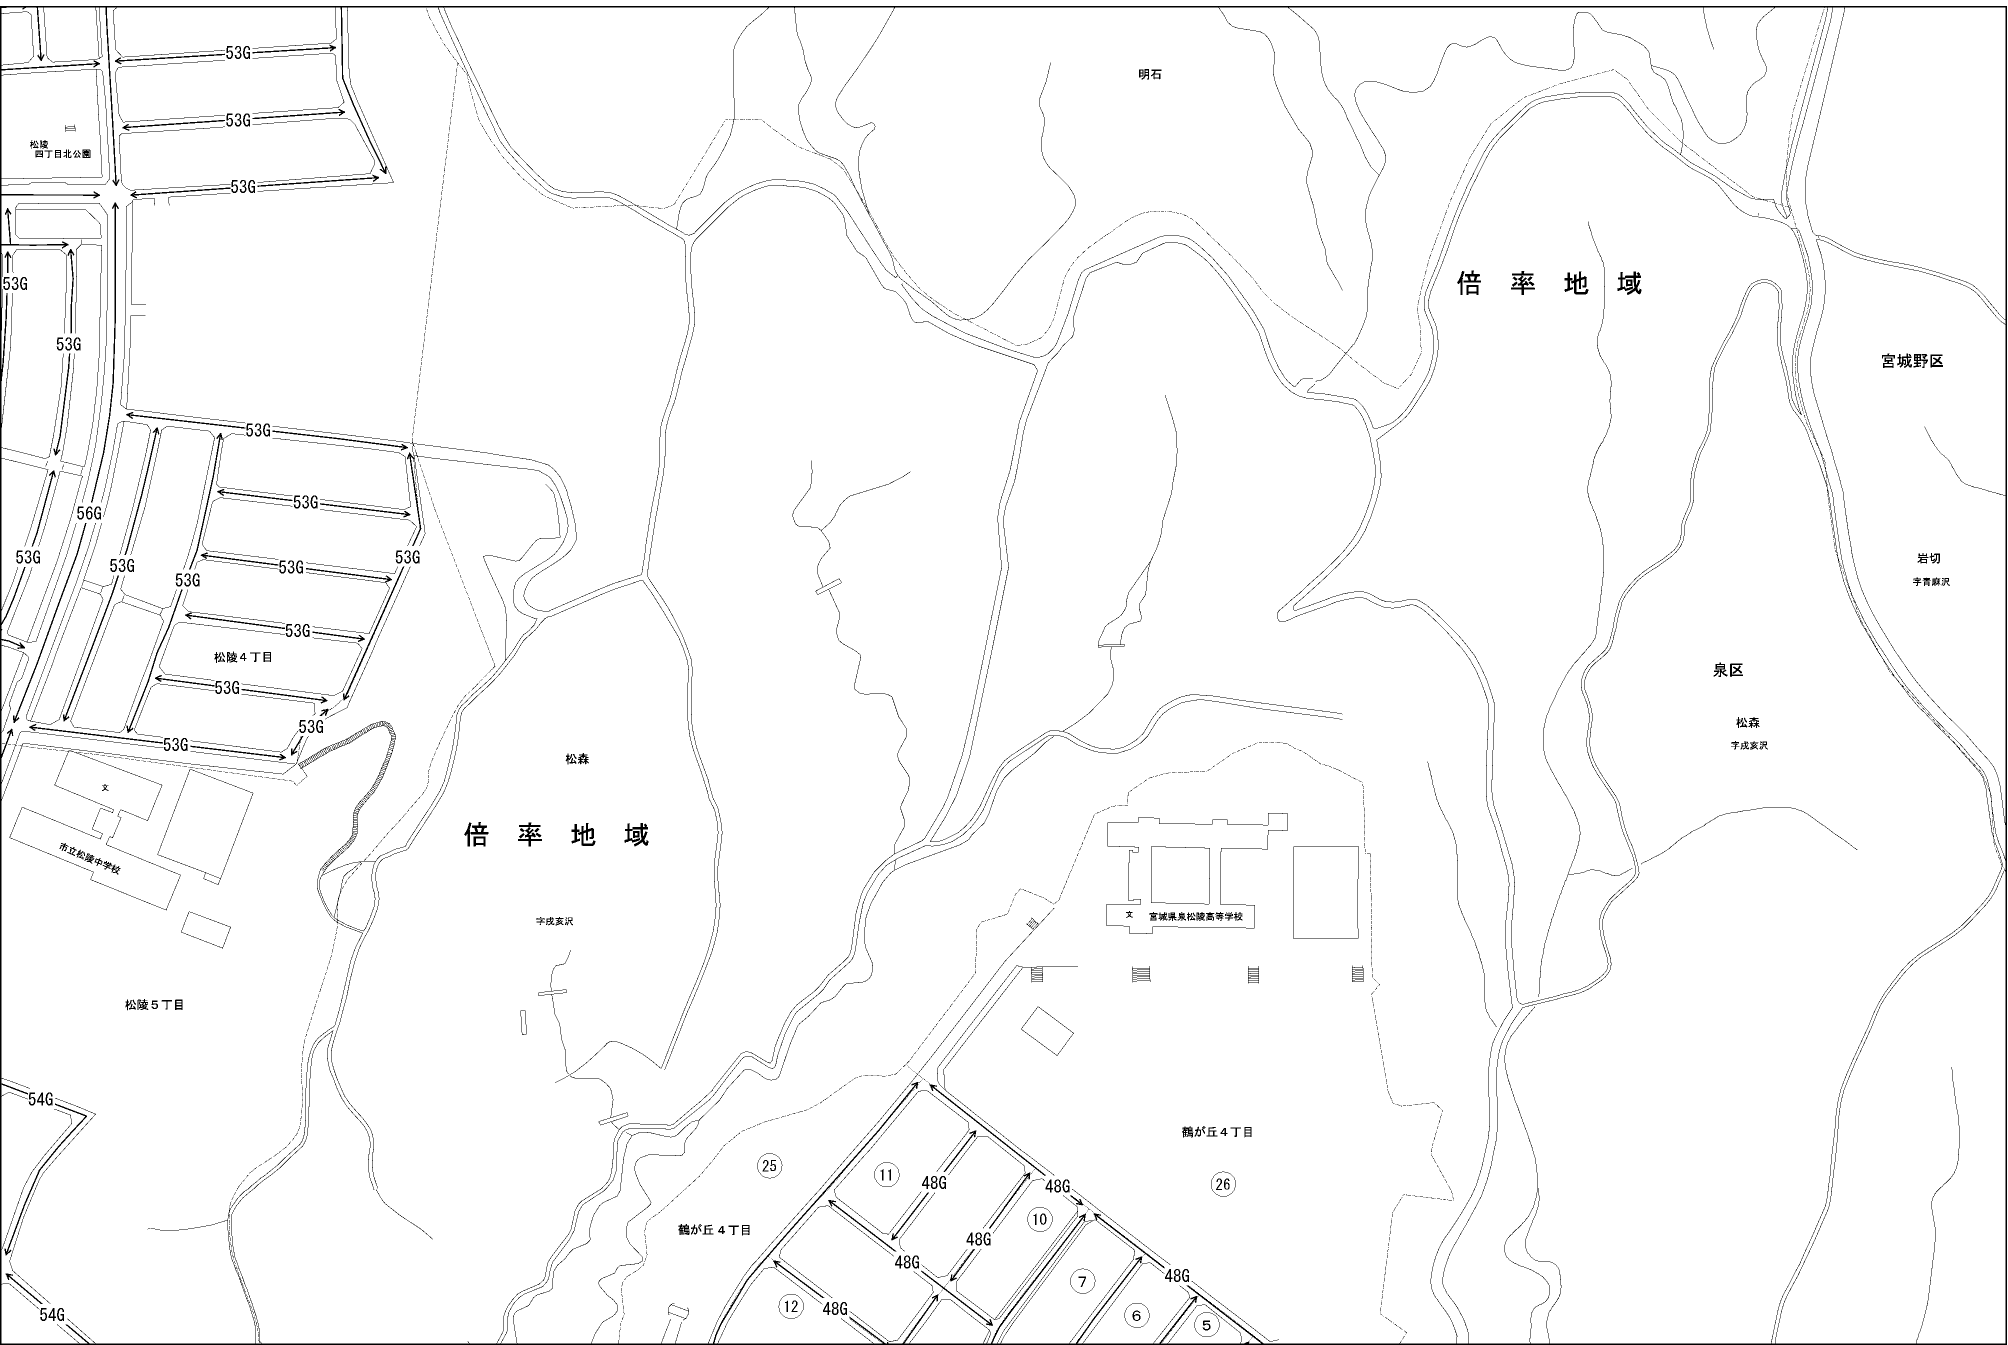 53G
明石
53G
松陵
四丁目北公園
53G
53G
倍率地域
53G
宮城野区
53G
53G
56G
53G
53G
岩切
53G
53G
53G
字青麻沢
53G
53G
松陵４丁目
泉区
53G
松森
53G
53G
字戌亥沢
松森
文
倍率地域
市立松陵中学校
文
宮城県泉松陵高等学校
字戌亥沢
松陵５丁目
54G
鶴が丘４丁目
25
11
48G
48G
26
10
鶴が丘４丁目
48G
48G
48G
7
12
48G
54G
6
5